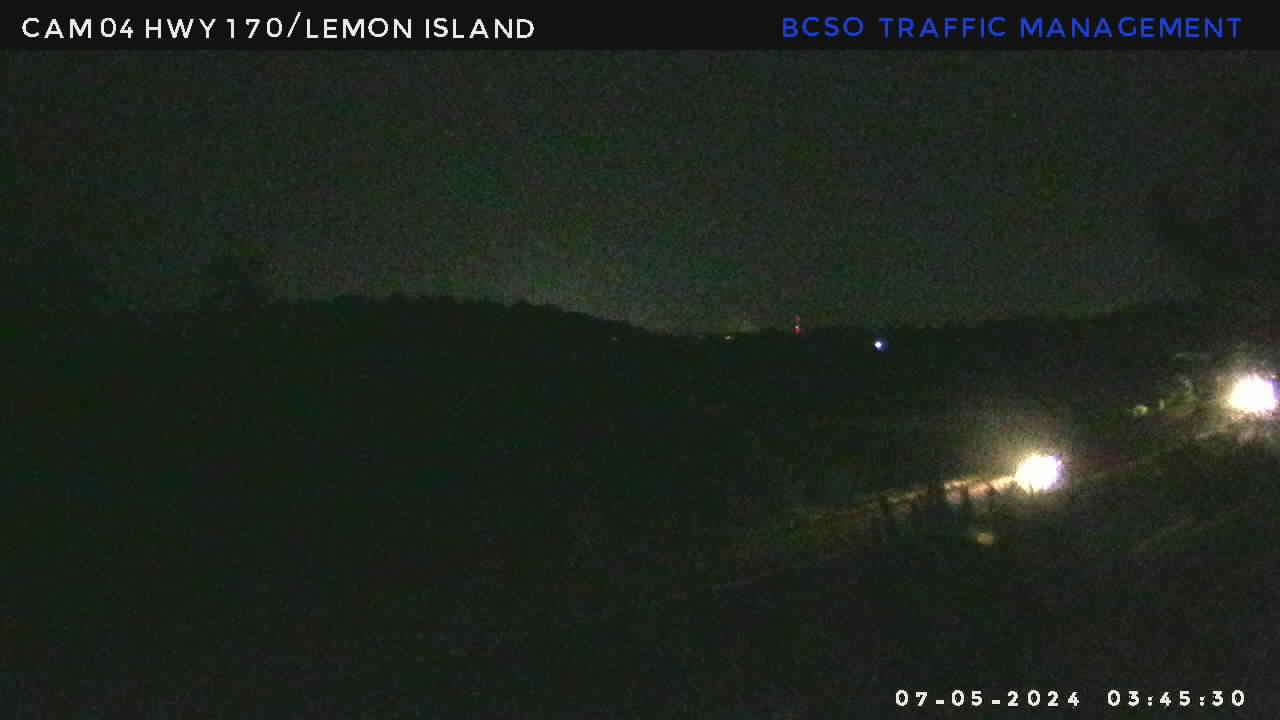 CAM04 HWY 170/LEMON ISLAND
BCSO TRAFFIC MANAGEMENT
07-05-2024 03:45:30